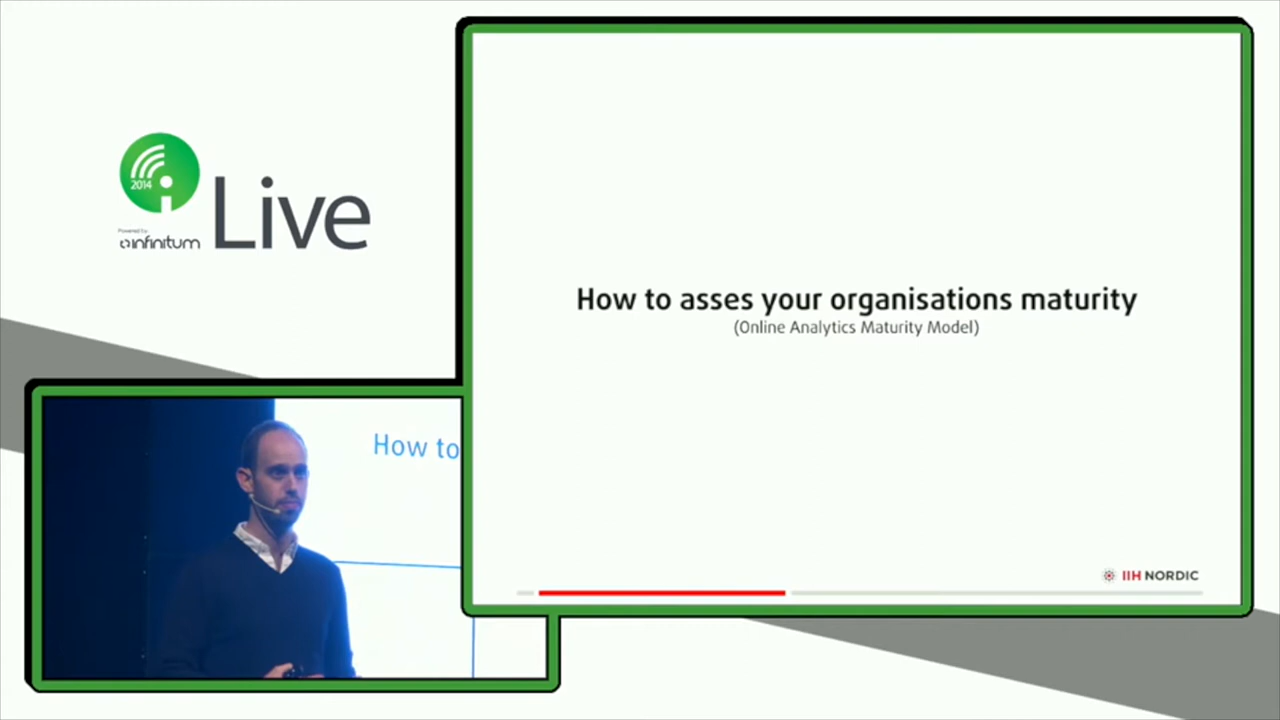 2014
Live
Powered by
infinitum
How to asses your organisations maturity
(Online Analytics Maturity Model)
How to
IIH NORDIC